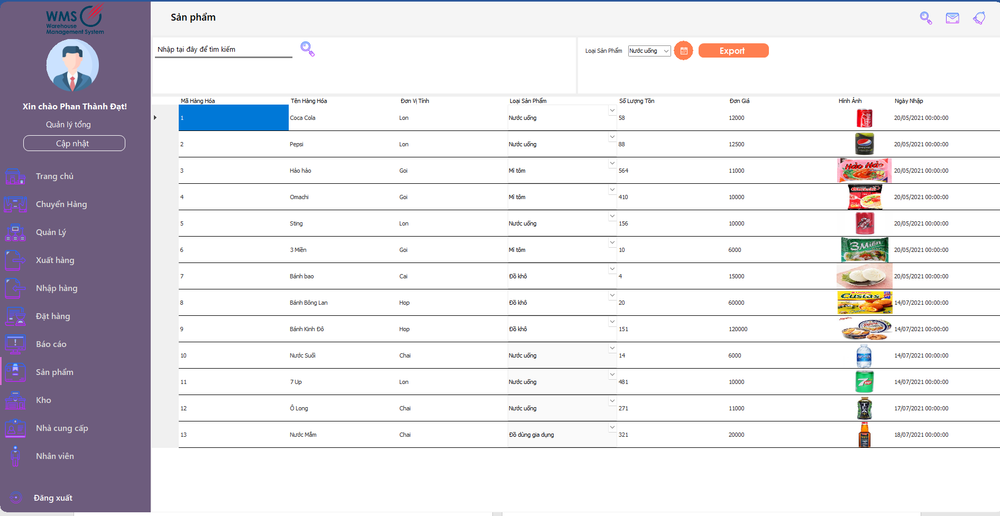 WMS
Warehouse
Management System
Xin chào Phan Thành Đạt!
Quản lý tổng
Cập nhật
Trang chủ
Chuyển Hàng
Quản Lý
Xuất hàng
Nhập hàng
Đặt hàng
Báo cáo
Sản phẩm
Kho
Nhà cung cấp
Nhân viên
Đăng xuất
Sản phẩm
Nhập tại đây để tìm kiếm
Loại Sản Phẩm Nước uống Export
Mã Hàng Hóa Tên Hàng Hóa Đơn Vị Tính Loại Sản Phẩm Số Lượng Tồn Đơn Giá Hình Ảnh Ngày Nhập
1 Coca Cola Lon Nước uống 58 12000 20/05/2021 00:00:00
2 Pepsi Lon Nước uống 88 12500 pepsi 20/05/2021 00:00:00
3 Hảo hảo Goi Mì tôm 564 11000 Hảo Hảo 20/05/2021 00:00:00
4 Omachi Goi Mì tôm 410 10000 Omachi 20/05/2021 00:00:00
5 Sting Lon Nước uống 156 10000 20/05/2021 00:00:00
6 3 Miền Goi Mì tôm 10 6000 3 Miền 20/05/2021 00:00:00
7 Bánh bao Cai Đồ khô 4 15000 20/05/2021 00:00:00
8 Bánh Bông Lan Hop Đồ khô 20 60000 ORION Custas 14/07/2021 00:00:00
9 Bánh Kinh Đô Hop Đồ khô 151 120000 14/07/2021 00:00:00
10 Nước Suối Chai Nước uống 14 6000 14/07/2021 00:00:00
11 7 Up Lon Nước uống 481 10000 7up 14/07/2021 00:00:00
12 Ô Long Chai Nước uống 271 11000 TEA 17/07/2021 00:00:00
13 Nước Mắm Chai Đồ dùng gia dụng 321 20000 18/07/2021 00:00:00